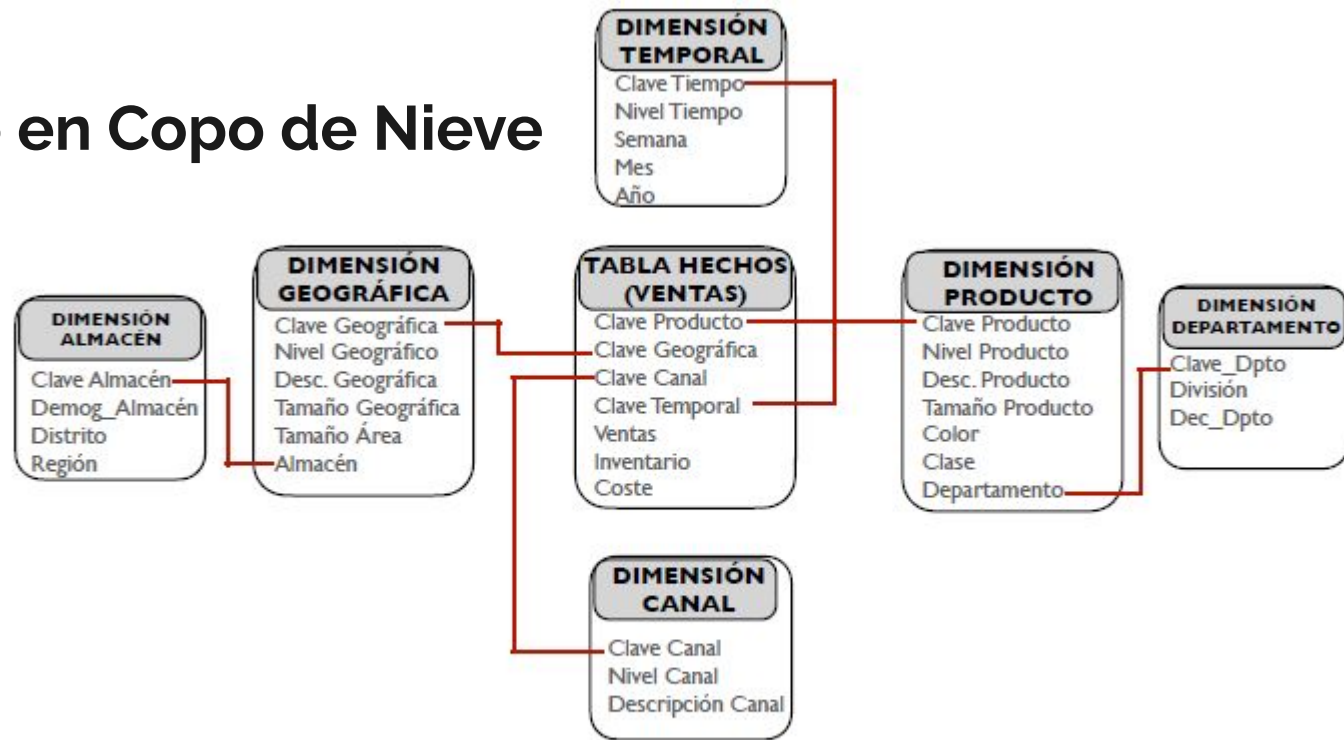 en Copo de Nieve
DIMENSIÓN
TEMPORAL
Clave Tiempo
Nivel Tiempo
Semana
Mes
Año
DIMENSIÓN
ALMACÉN
Clave Almacén
Demog_Almacén
Distrito
Región
DIMENSIÓN
GEOGRÁFICA
Clave Geográfica
Nivel Geográfico
Desc. Geográfica
Tamaño Geográfica
Tamaño Área
Almacén
TABLA HECHOS
(VENTAS)
Clave Producto
Clave Geográfica
Clave Canal
Clave Temporal
Ventas
Inventario
Coste
DIMENSIÓN
PRODUCTO
Clave Producto
Nivel Producto
Desc. Producto
Tamaño Producto
Color
Clase
Departamento
DIMENSIÓN
DEPARTAMENTO
Clave_Dpto
División
Dec_Dpto
DIMENSIÓN
CANAL
Clave Canal
Nivel Canal
Descripción Canal